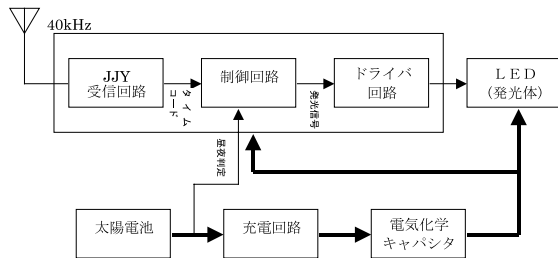 40kHz
JJY
受信回路
タイム
コード
制御回路
発光信号
ドライバ
回路
LED
(発光体)
昼夜判定
太陽電池
充電回路
電気化学
キャパシタ